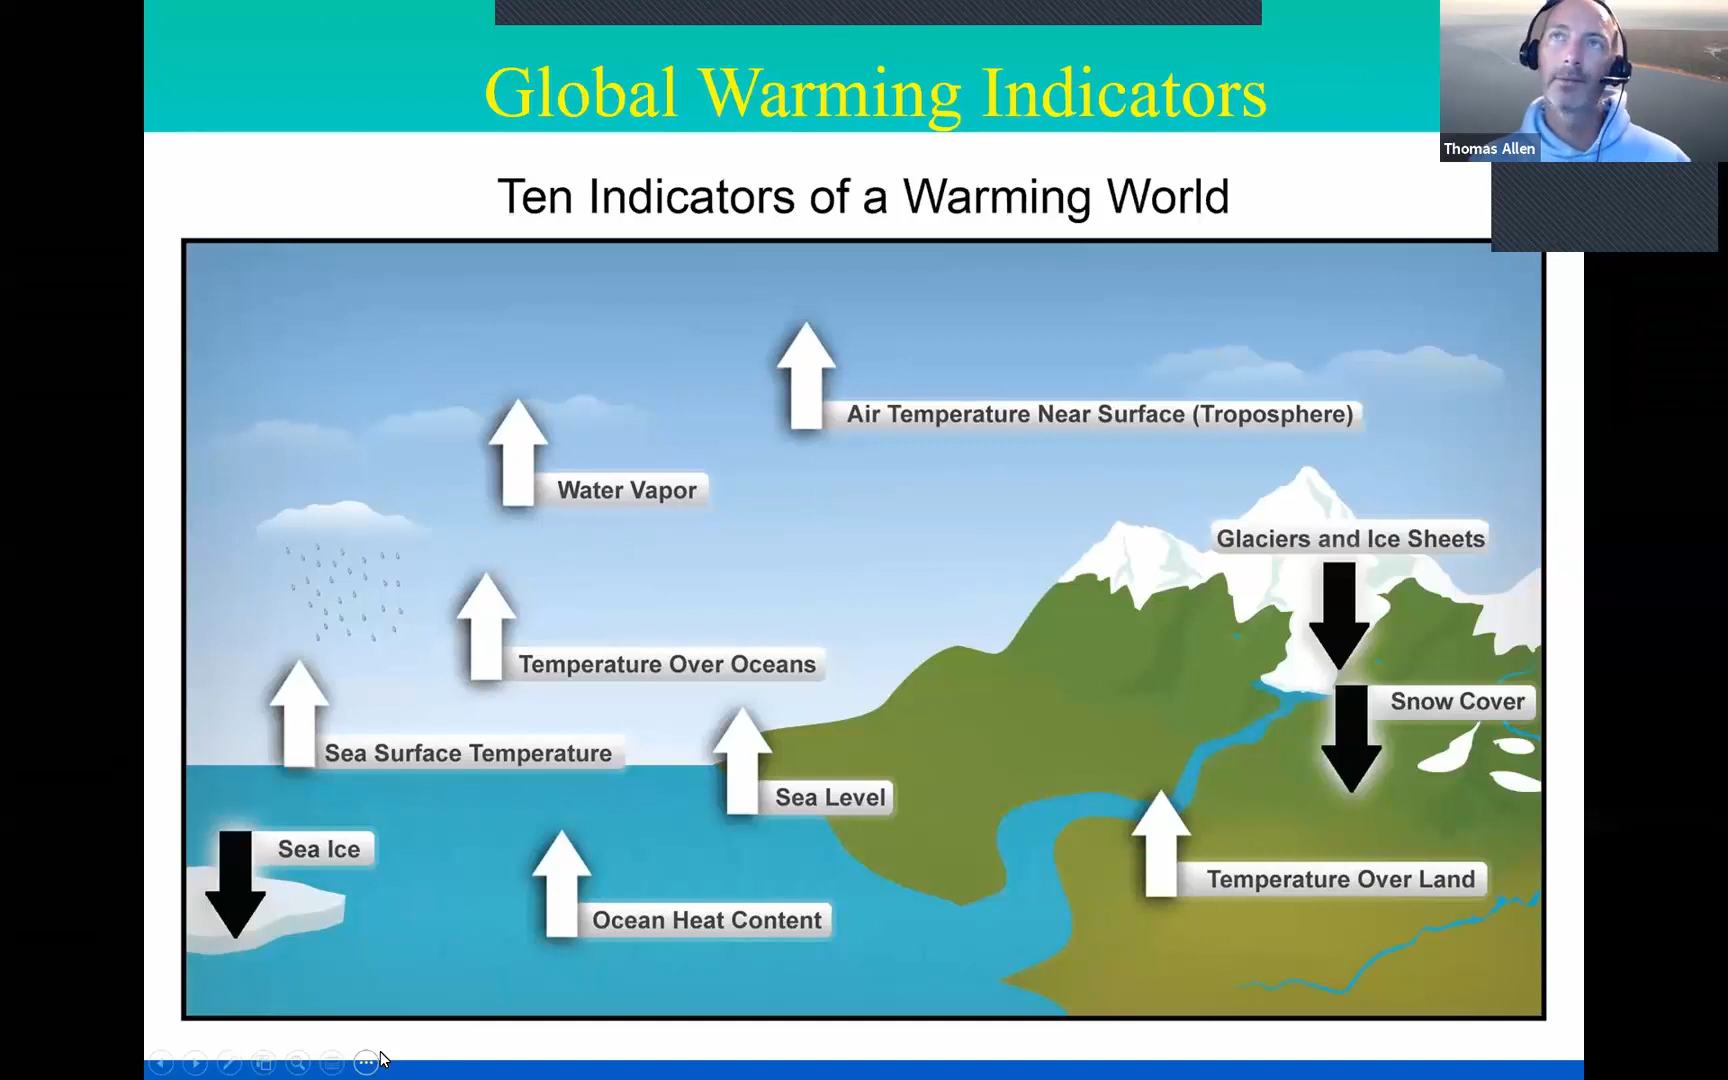 Global Warming Indicators
Thomas Allen
Ten Indicators of a Warming World
Air Temperature Near Surface (Troposphere)
Water Vapor
Glaciers and Ice Sheets
Temperature Over Oceans
Snow Cover
Sea Surface Temperature
Sea Level
Sea Ice
Temperature Over Land
Ocean Heat Content